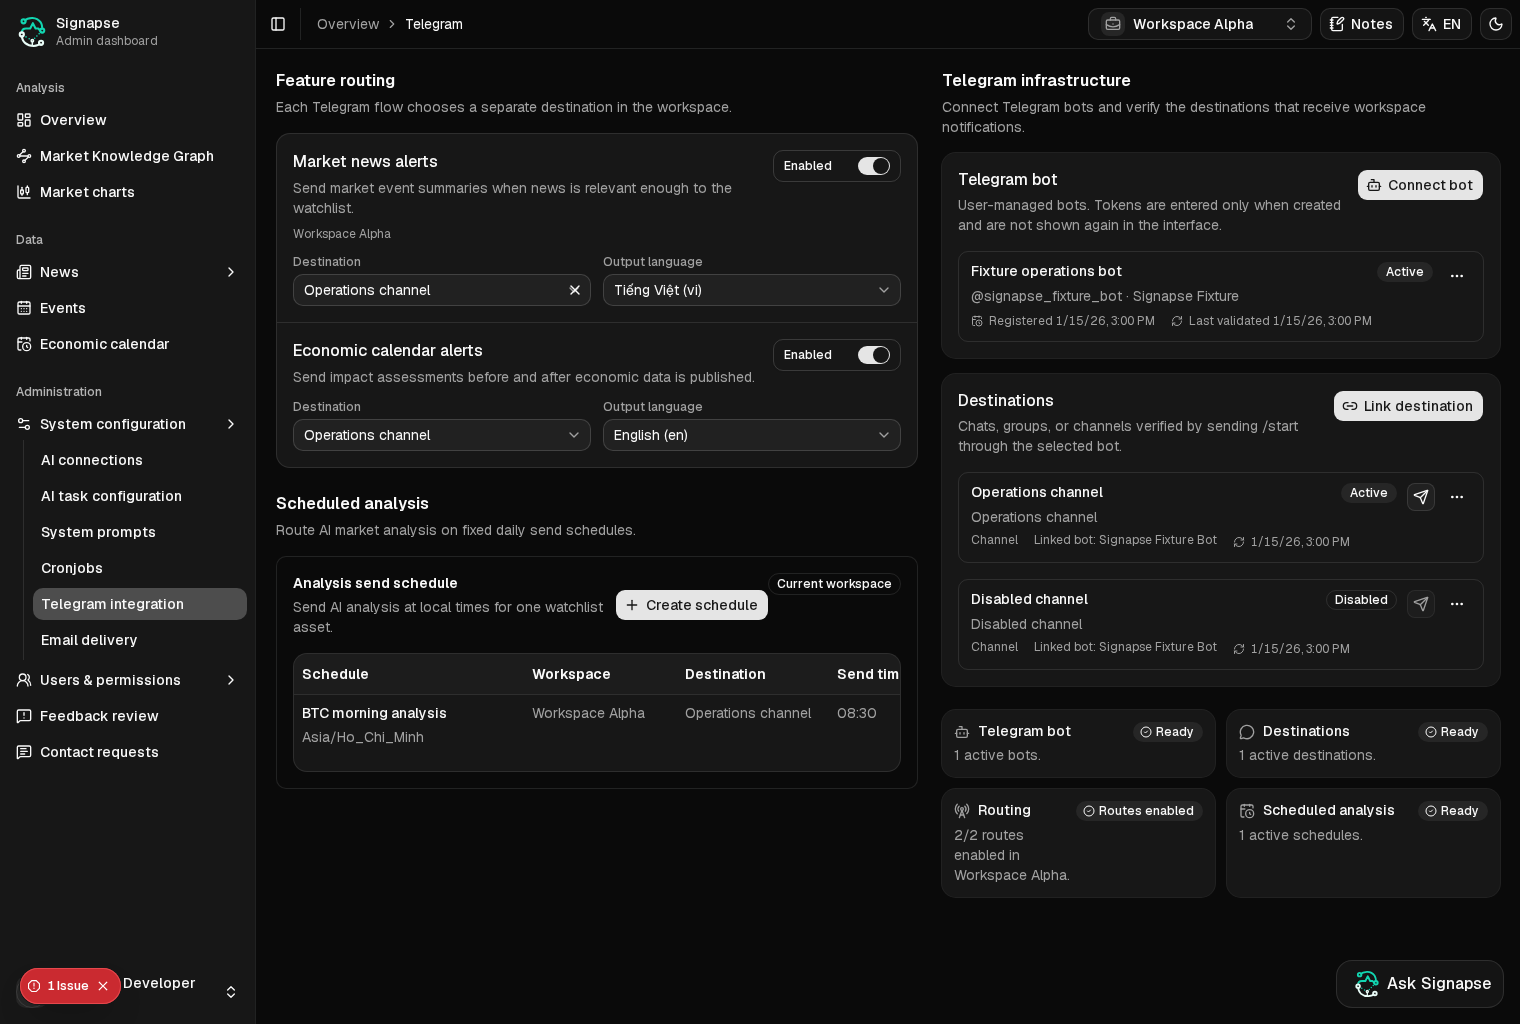 Signapse
Admin dashboard
Analysis
Overview
Market Knowledge Graph
Market charts
Data
News
Events
Economic calendar
Administration
System configuration
AI connections
AI task configuration
System prompts
Cronjobs
Telegram integration
Email delivery
Users & permissions
Feedback review
Contact requests
1 Issue
Developer
Overview > Telegram
Workspace Alpha
Notes
EN
Feature routing
Each Telegram flow chooses a separate destination in the workspace.
Market news alerts
Enabled
Send market event summaries when news is relevant enough to the
watchlist.
Workspace Alpha
Destination
Output language
Operations channel
Tiếng Việt (vi)
Economic calendar alerts
Enabled
Send impact assessments before and after economic data is published.
Destination
Output language
Operations channel
English (en)
Scheduled analysis
Route AI market analysis on fixed daily send schedules.
Analysis send schedule
Current workspace
Send AI analysis at local times for one watchlist
asset.
Create schedule
Schedule Workspace Destination Send tim
BTC morning analysis Workspace Alpha Operations channel 08:30
Asia/Ho_Chi_Minh
Telegram infrastructure
Connect Telegram bots and verify the destinations that receive workspace
notifications.
Telegram bot
Connect bot
User-managed bots. Tokens are entered only when created
and are not shown again in the interface.
Fixture operations bot
Active
@signapse_fixture_bot · Signapse Fixture
Registered 1/15/26, 3:00 PM Last validated 1/15/26, 3:00 PM
Destinations
Link destination
Chats, groups, or channels verified by sending /start
through the selected bot.
Operations channel
Active
Operations channel
Channel Linked bot: Signapse Fixture Bot 1/15/26, 3:00 PM
Disabled channel
Disabled
Disabled channel
Channel Linked bot: Signapse Fixture Bot 1/15/26, 3:00 PM
Telegram bot
Ready
1 active bots.
Destinations
Ready
1 active destinations.
Routing
Routes enabled
2/2 routes
enabled in
Workspace Alpha.
Scheduled analysis
Ready
1 active schedules.
Ask Signapse